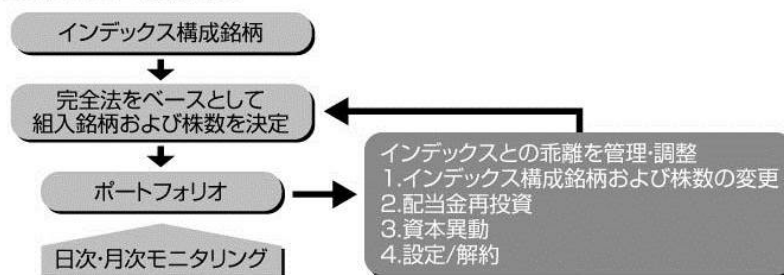 インデックス構成銘柄
完全法をベースとして
組入銘柄および株数を決定
ポートフォリオ
日次・月次モニタリング
インデックスとの乖離を管理・調整
1.インデックス構成銘柄および株数の変更
2.配当金再投資
3.資本異動
4.設定/解約